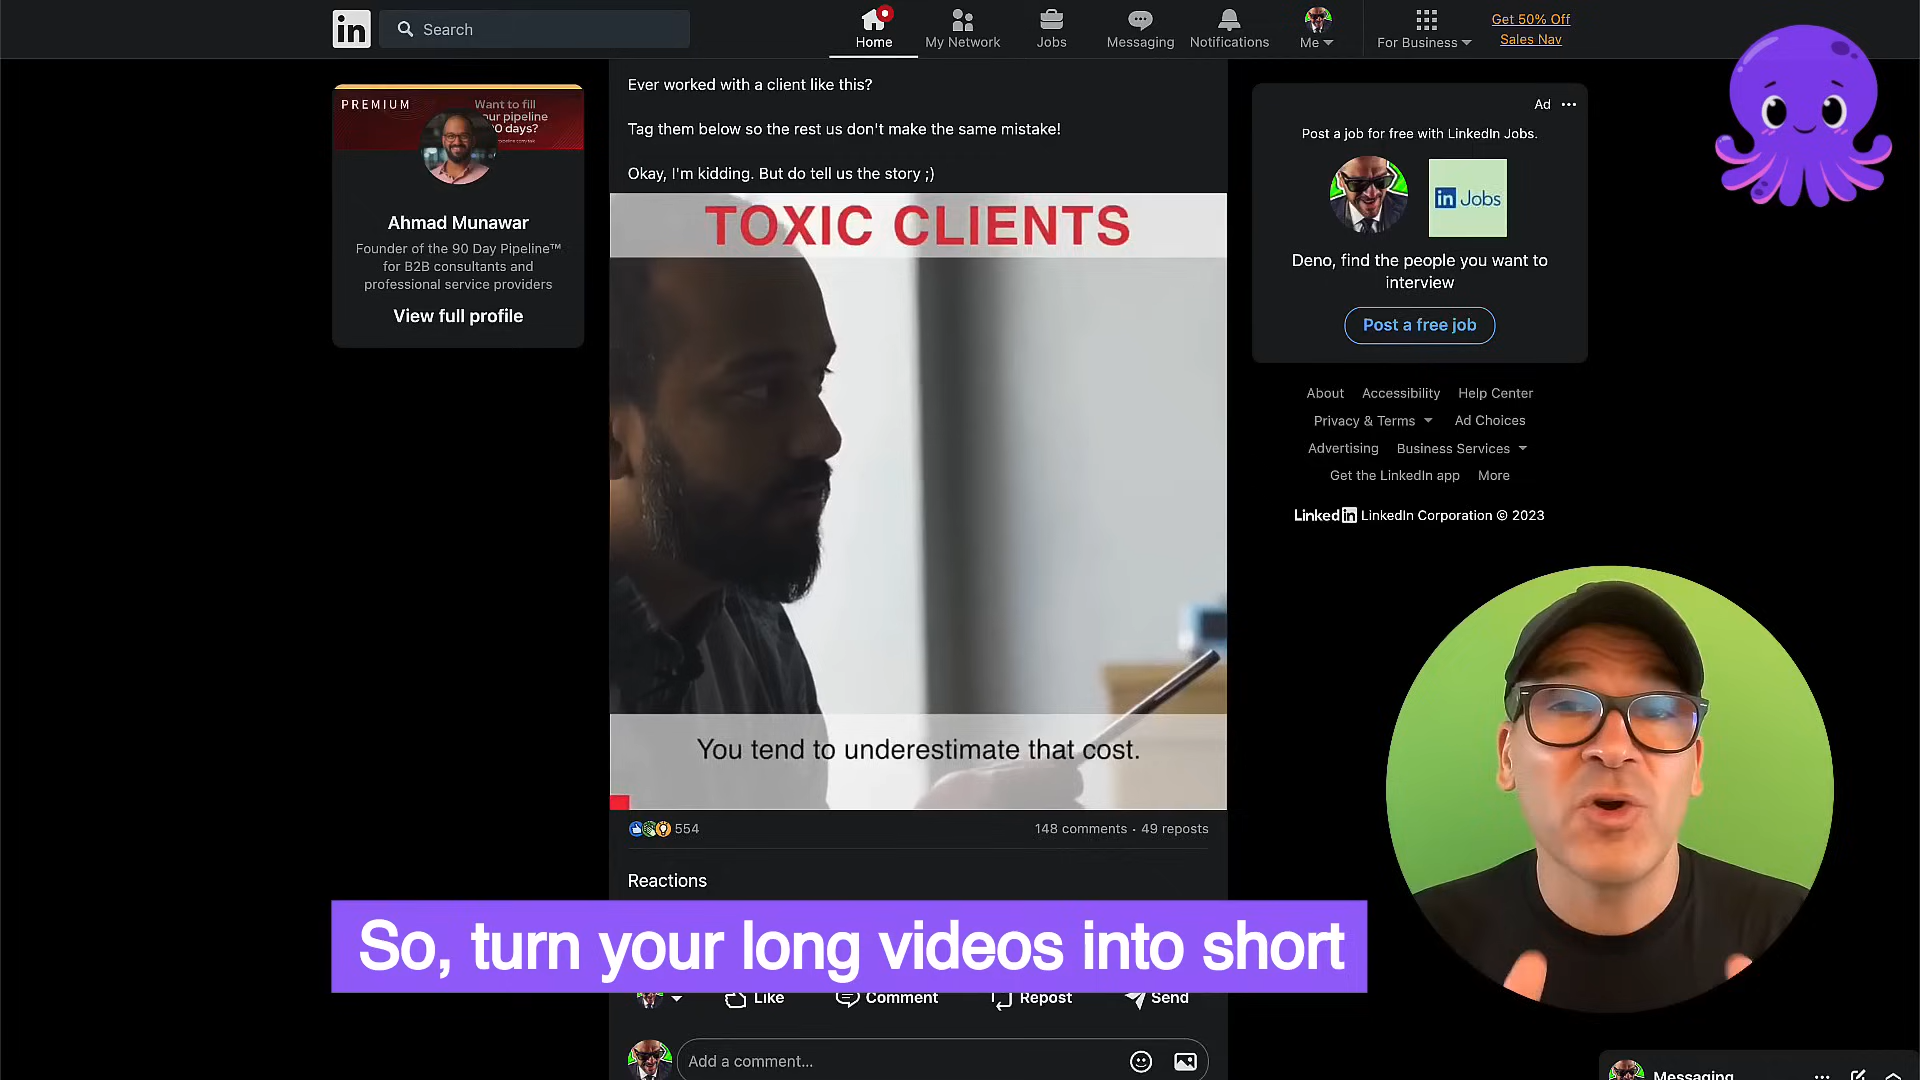 in
Search
Home
My Network
Jobs
Messaging
Notifications
Me
For Business
Get 50% Off
Sales Nav
PREMIUM
Want to fill
your pipeline
90 days?
Ahmad Munawar
Founder of the 90 Day Pipeline™
for B2B consultants and
professional service providers
View full profile
Ever worked with a client like this?
Tag them below so the rest us don't make the same mistake!
Okay, I'm kidding. But do tell us the story ;)
TOXIC CLIENTS
You tend to underestimate that cost.
554
148 comments · 49 reposts
Reactions
So, turn your long videos into short
Like
Comment
Repost
Send
Add a comment...
Ad
Post a job for free with LinkedIn Jobs.
in Jobs
Deno, find the people you want to
interview
Post a free job
About Accessibility Help Center
Privacy & Terms Ad Choices
Advertising Business Services
Get the LinkedIn app More
Linked in LinkedIn Corporation © 2023
Messaging